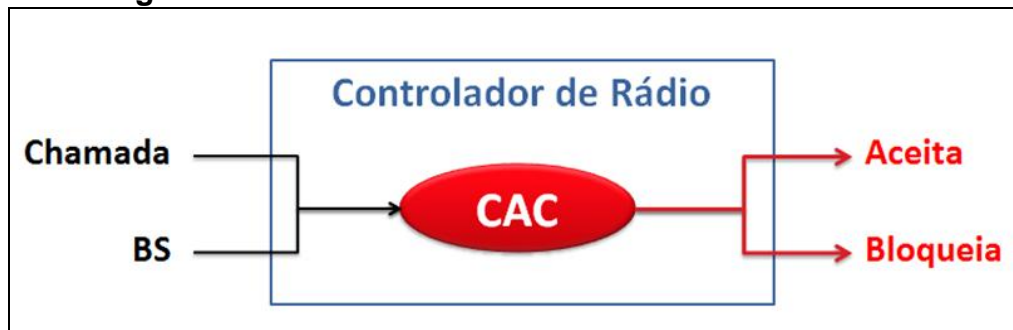 Controlador de Rádio
Chamada
Aceita
CAC
BS
Bloqueia